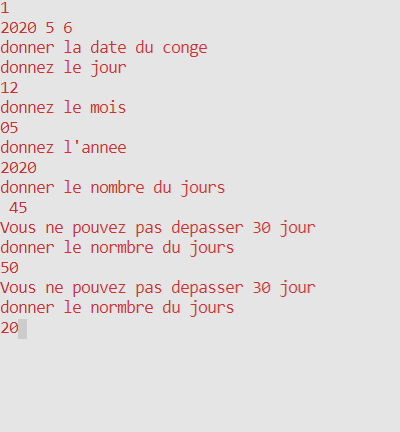 1
2020 5 6
donner la date du conge
donnez le jour
12
donnez le mois
05
donnez l'annee
2020
donner le nombre du jours
45
Vous ne pouvez pas depasser 30 jour
donner le normbre du jours
50
Vous ne pouvez pas depasser 30 jour
donner le normbre du jours
20